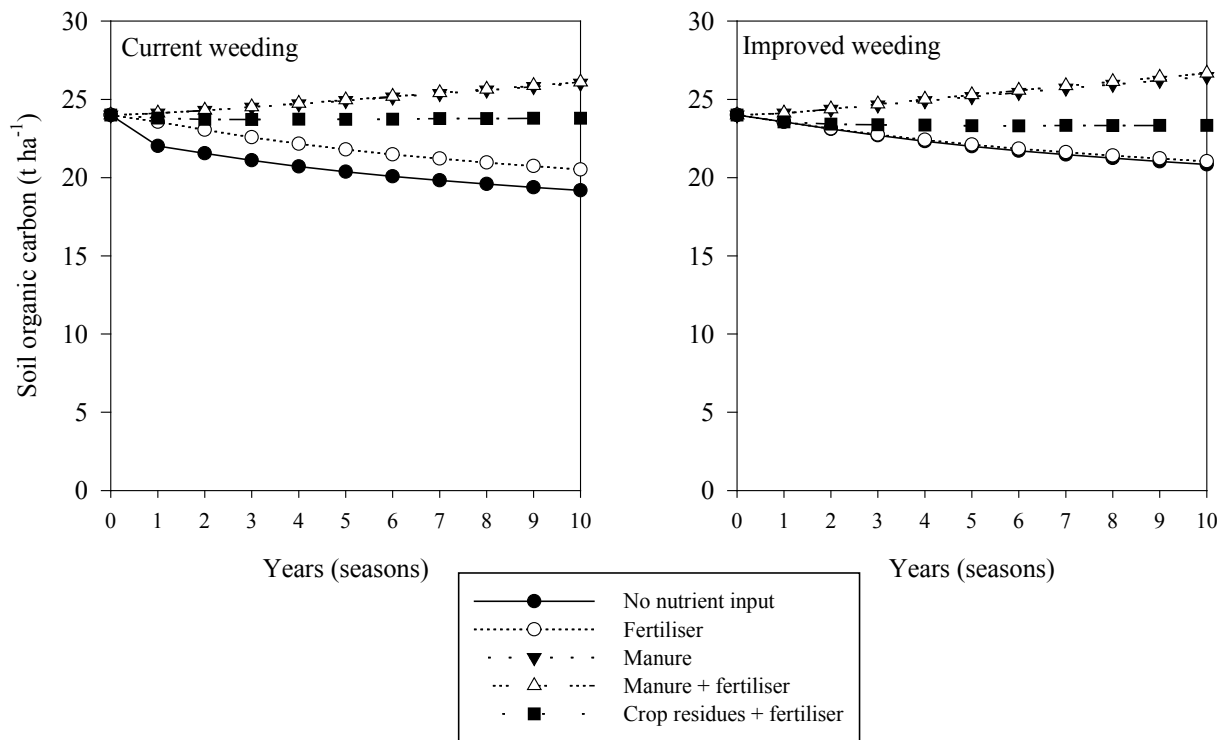 Current weeding
Improved weeding
Soil organic carbon (t ha⁻¹)
30
25
20
15
10
5
0
0 1 2 3 4 5 6 7 8 9 10
Years (seasons)
30
25
20
15
10
5
0
0 1 2 3 4 5 6 7 8 9 10
Years (seasons)
No nutrient input
Fertiliser
Manure
Manure + fertiliser
Crop residues + fertiliser